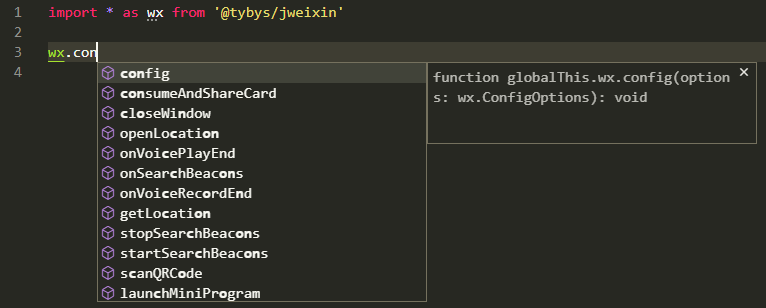 1 import * as wx from '@tybys/jweixin'
2
3 wx.con
4
config
consumeAndShareCard
closeWindow
openLocation
onVoicePlayEnd
onSearchBeacons
onVoiceRecordEnd
getLocation
stopSearchBeacons
startSearchBeacons
scanQRCode
launchMiniProgram
function globalThis.wx.config(option
s: wx.ConfigOptions): void